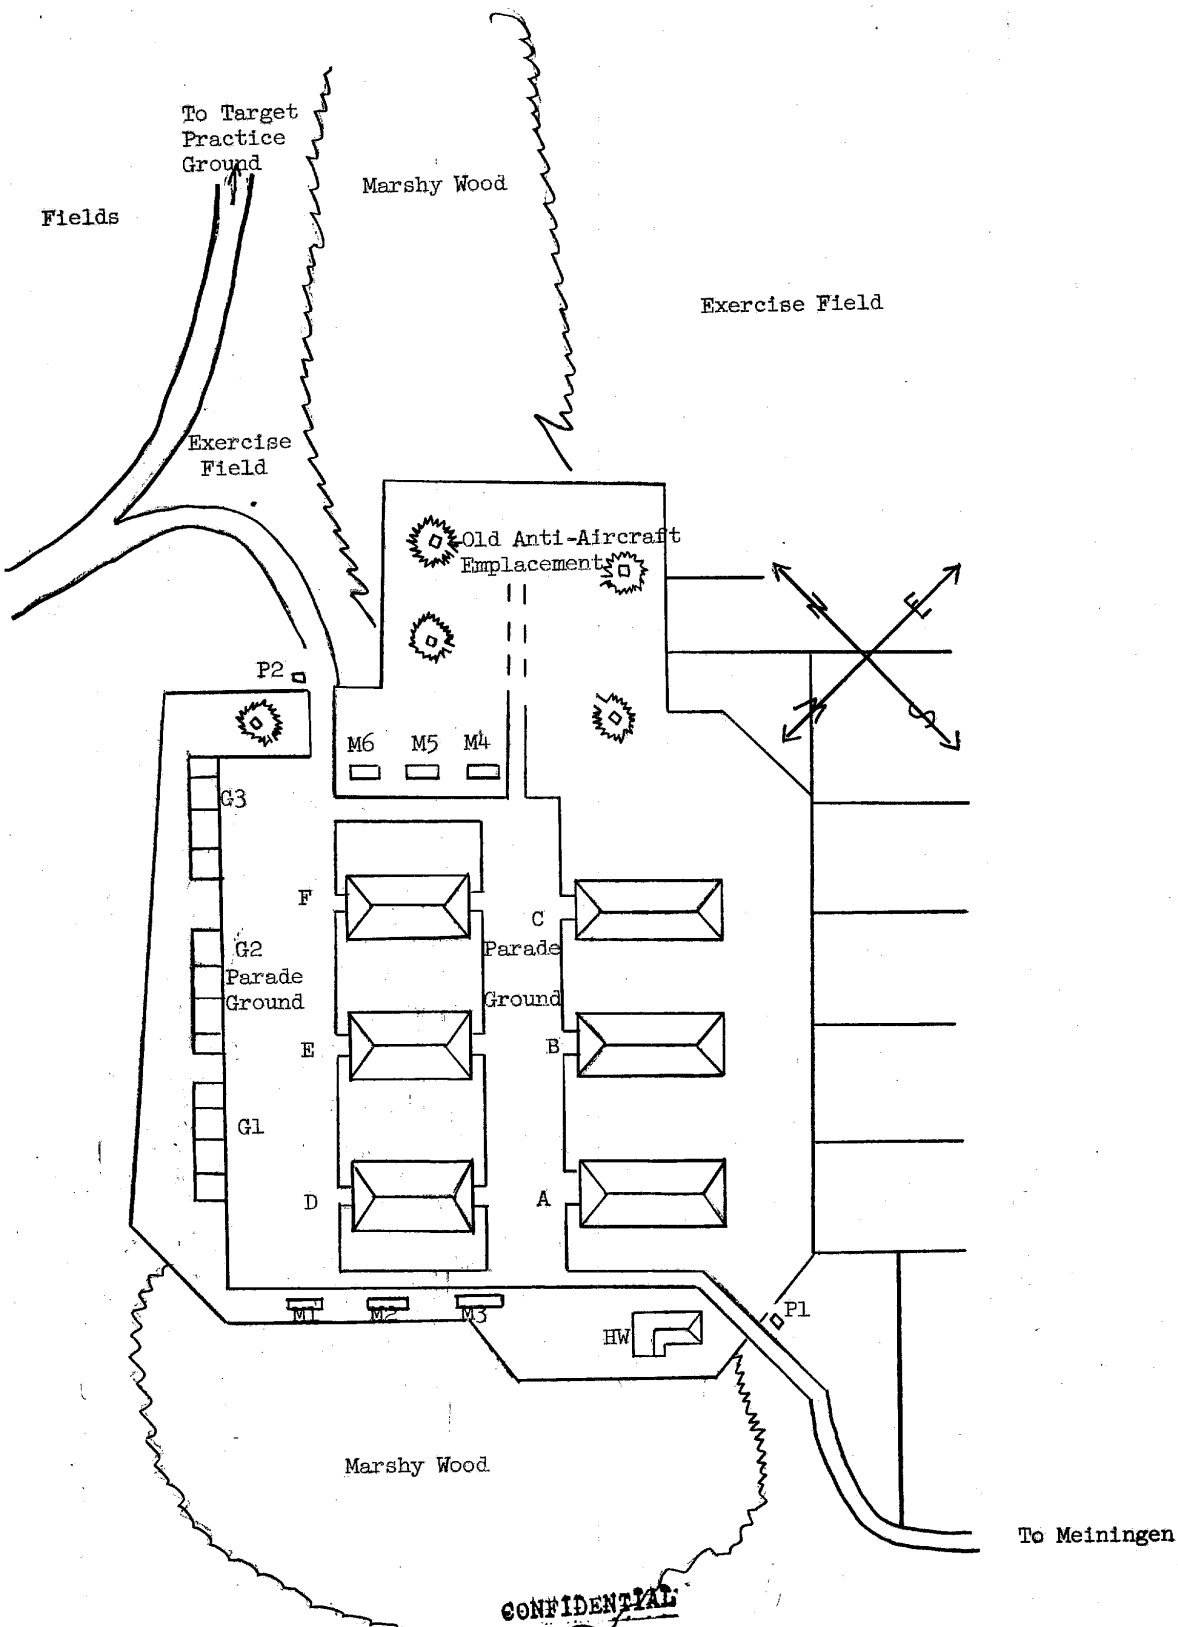 To Target
Practice
Ground
Marshy Wood
Fields
Exercise Field
Exercise
Field
Old Anti-Aircraft
Emplacement
N
E
W
S
P2
M6
M5
M4
G3
F
C
G2
Parade
Ground
Parade
Ground
E
B
G1
D
A
M1
M2
M3
HW
P1
Marshy Wood
To Meiningen
CONFIDENTIAL